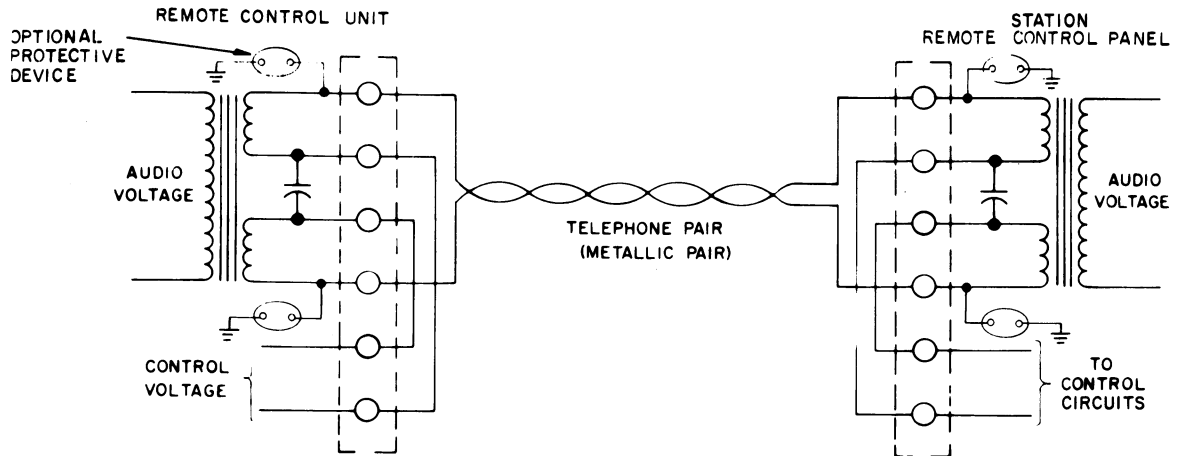 REMOTE CONTROL UNIT
OPTIONAL
PROTECTIVE
DEVICE
STATION
REMOTE CONTROL PANEL
AUDIO
VOLTAGE
TELEPHONE PAIR
(METALLIC PAIR)
AUDIO
VOLTAGE
CONTROL
VOLTAGE
TO
CONTROL
CIRCUITS